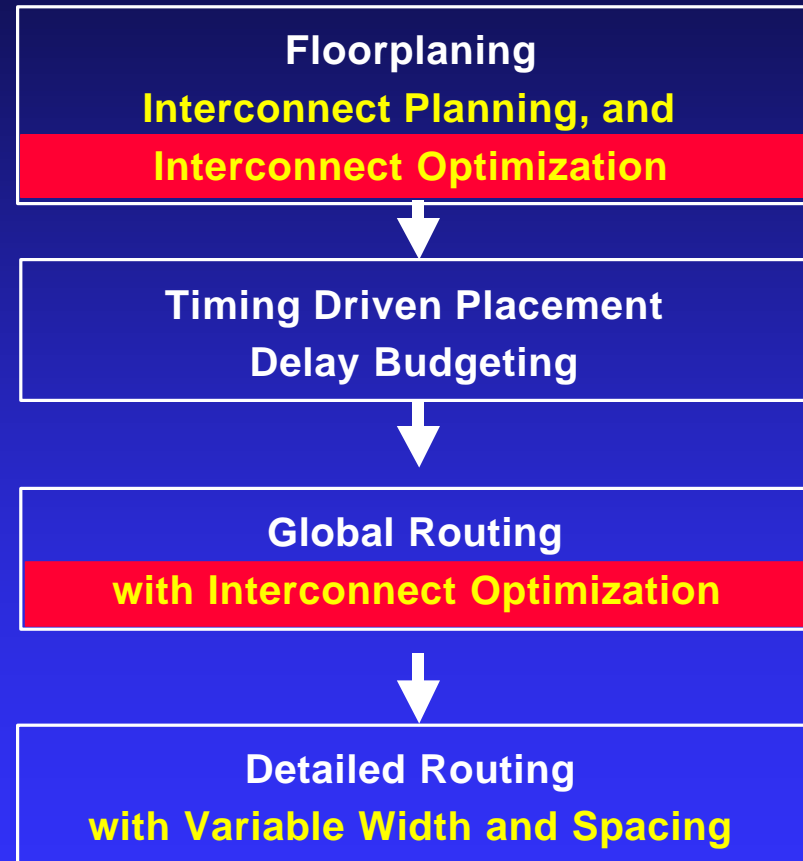 Floorplaning
Interconnect Planning, and
Interconnect Optimization
Timing Driven Placement
Delay Budgeting
Global Routing
with Interconnect Optimization
Detailed Routing
with Variable Width and Spacing